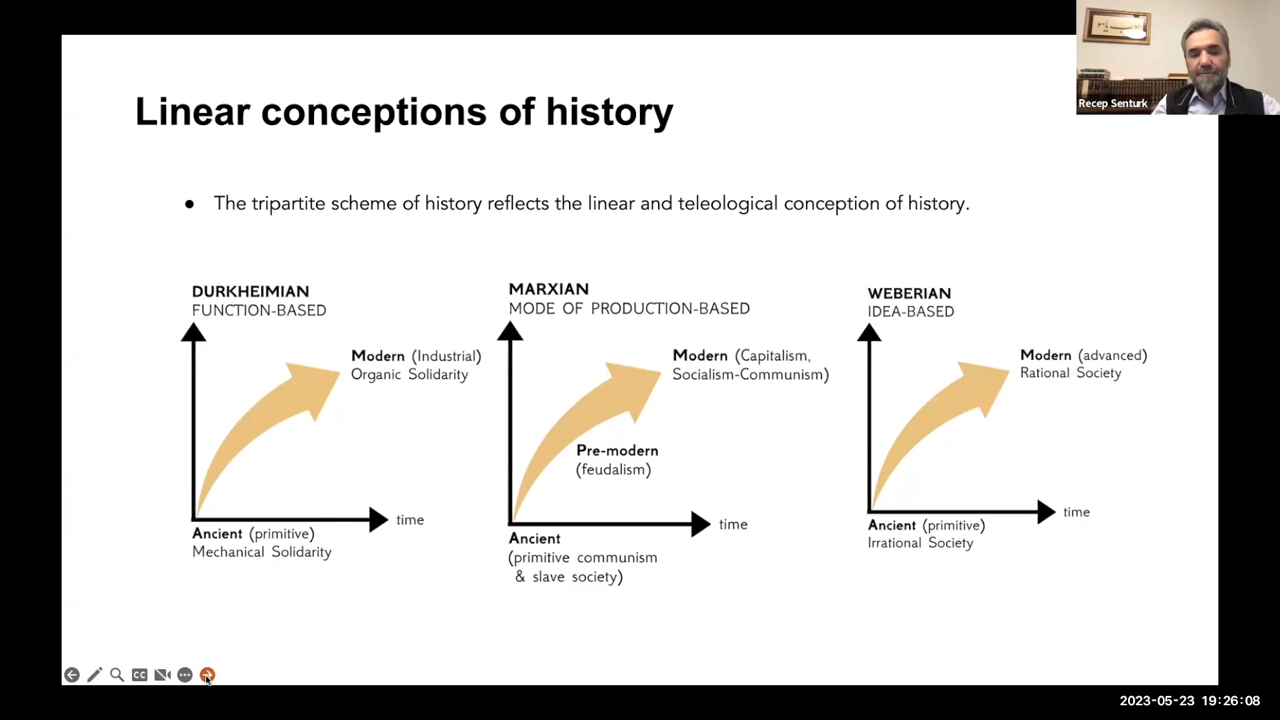 Linear conceptions of history
Recep Senturk
● The tripartite scheme of history reflects the linear and teleological conception of history.
DURKHEIMIAN
FUNCTION-BASED
Modern (Industrial)
Organic Solidarity
time
Ancient (primitive)
Mechanical Solidarity
MARXIAN
MODE OF PRODUCTION-BASED
Modern (Capitalism,
Socialism-Communism)
Pre-modern
(feudalism)
time
Ancient
(primitive communism
& slave society)
WEBERIAN
IDEA-BASED
Modern (advanced)
Rational Society
time
Ancient (primitive)
Irrational Society
CC
2023-05-23 19:26:08